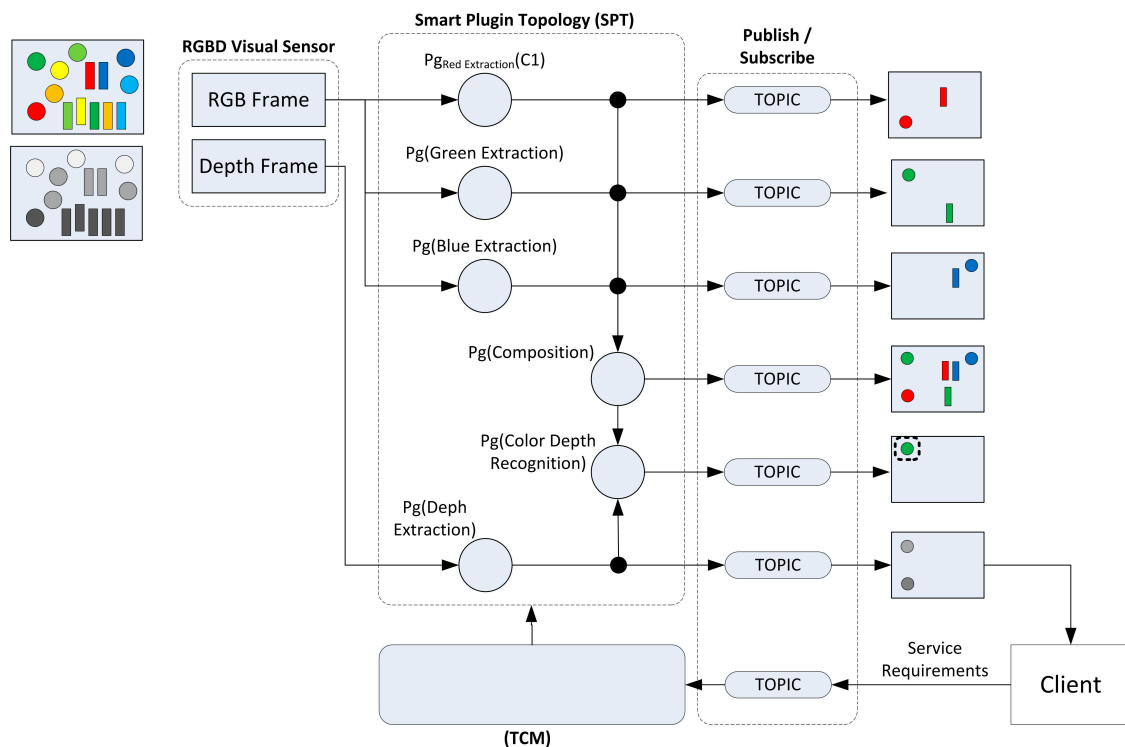 Smart Plugin Topology (SPT)
RGBD Visual Sensor
Publish /
Subscribe
PgRed Extraction(C1)
RGB Frame
TOPIC
Depth Frame
Pg(Green Extraction)
TOPIC
Pg(Blue Extraction)
TOPIC
Pg(Composition)
TOPIC
Pg(Color Depth
Recognition)
TOPIC
Pg(Deph
Extraction)
TOPIC
Service
Requirements
TOPIC
Client
(TCM)